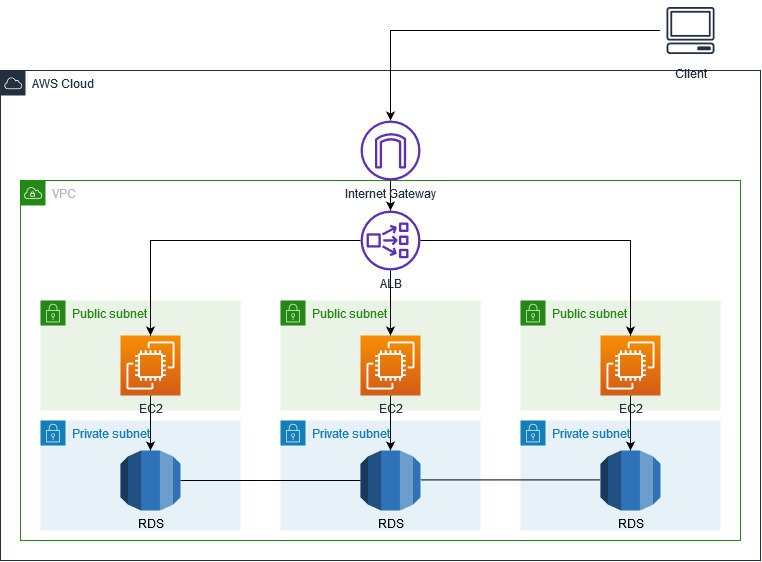 Client
AWS Cloud
Internet Gateway
VPC
ALB
Public subnet
Public subnet
Public subnet
EC2
EC2
EC2
Private subnet
Private subnet
Private subnet
RDS
RDS
RDS